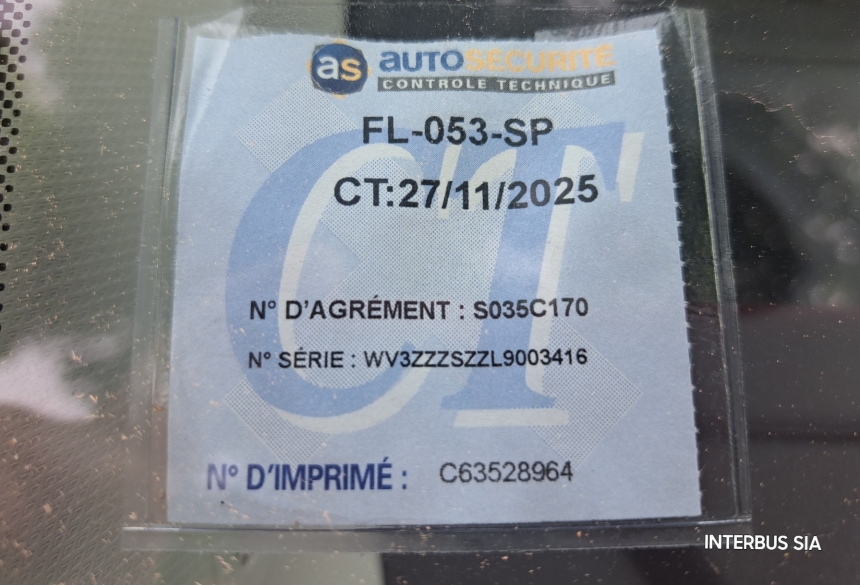 as AUTOSÉCURITÉ
CONTROLE TECHNIQUE
FL-053-SP
CT:27/11/2025
CT
N° D'AGRÉMENT : S035C170
N° SÉRIE : WV3ZZZSZZL9003416
N° D'IMPRIMÉ : C63528964
INTERBUS SIA